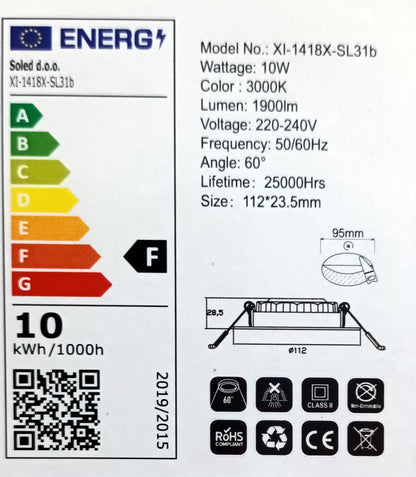 ENERG
Soled d.o.o.
XI-1418X-SL31b
A
B
C
D
E
F
G
F
10
kWh/1000h
2019/2015
Model No.: XI-1418X-SL31b
Wattage: 10W
Color : 3000K
Lumen: 1900lm
Voltage: 220-240V
Frequency: 50/60Hz
Angle: 60°
Lifetime: 25000Hrs
Size: 112*23.5mm
95mm
28,5
ø112
60°
CLASS II
Non-Dimmable
RoHS
COMPLIANT
CE